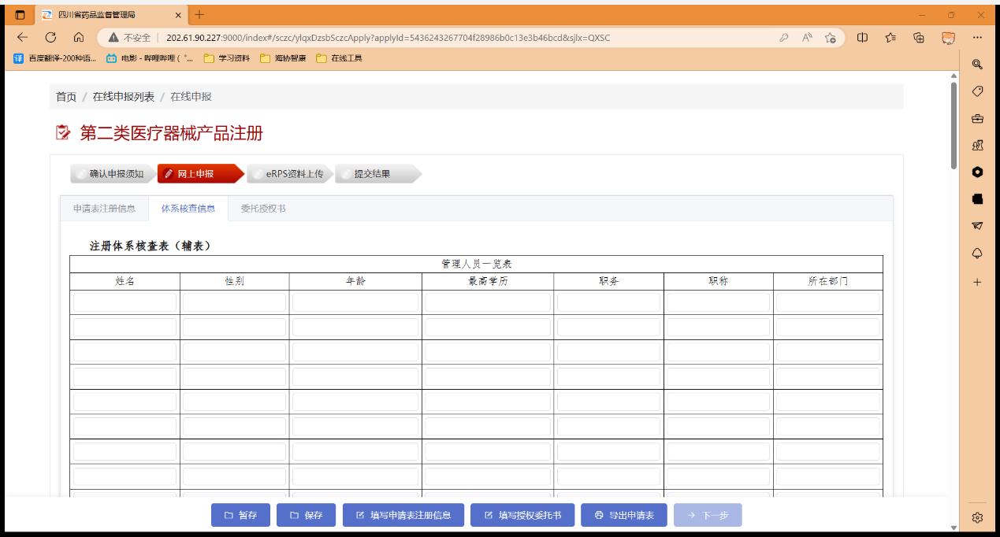 四川省药品监督管理局
不安全 202.61.90.227:9000/index#/sczc/ylqxDzsbSczcApply?applyId=5436243267704f28986b0c13e3b46bcd&sjlx=QXSC
译 百度翻译-200种语... 电影 - 哔哩哔哩 ( ゜... 学习资料 海协智康 在线工具
首页 / 在线申报列表 / 在线申报
第二类医疗器械产品注册
确认申报须知 网上申报 eRPS资料上传 提交结果
申请表注册信息 体系核查信息 委托授权书
注册体系核查表（辅表）
管理人员一览表
姓名 性别 年龄 最高学历 职务 职称 所在部门
暂存 保存 填写申请表注册信息 填写授权委托书 导出申请表 下一步